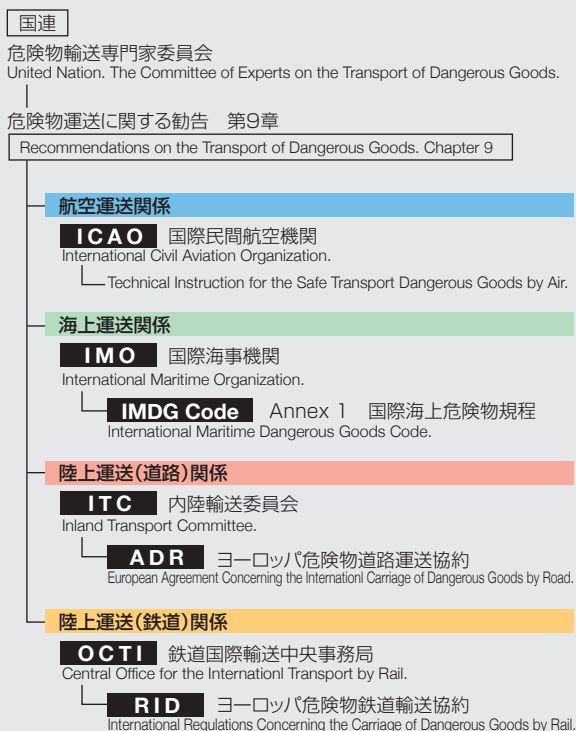 国連
危険物輸送専門家委員会
United Nation. The Committee of Experts on the Transport of Dangerous Goods.
危険物運送に関する勧告　第9章
Recommendations on the Transport of Dangerous Goods. Chapter 9
航空運送関係
ICAO 国際民間航空機関
International Civil Aviation Organization.
Technical Instruction for the Safe Transport Dangerous Goods by Air.
海上運送関係
IMO 国際海事機関
International Maritime Organization.
IMDG Code Annex 1　国際海上危険物規程
International Maritime Dangerous Goods Code.
陸上運送(道路)関係
ITC 内陸輸送委員会
Inland Transport Committee.
ADR ヨーロッパ危険物道路運送協約
European Agreement Concerning the Internationl Carriage of Dangerous Goods by Road.
陸上運送(鉄道)関係
OCTI 鉄道国際輸送中央事務局
Central Office for the Internationl Transport by Rail.
RID ヨーロッパ危険物鉄道輸送協約
International Regulations Concerning the Carriage of Dangerous Goods by Rail.